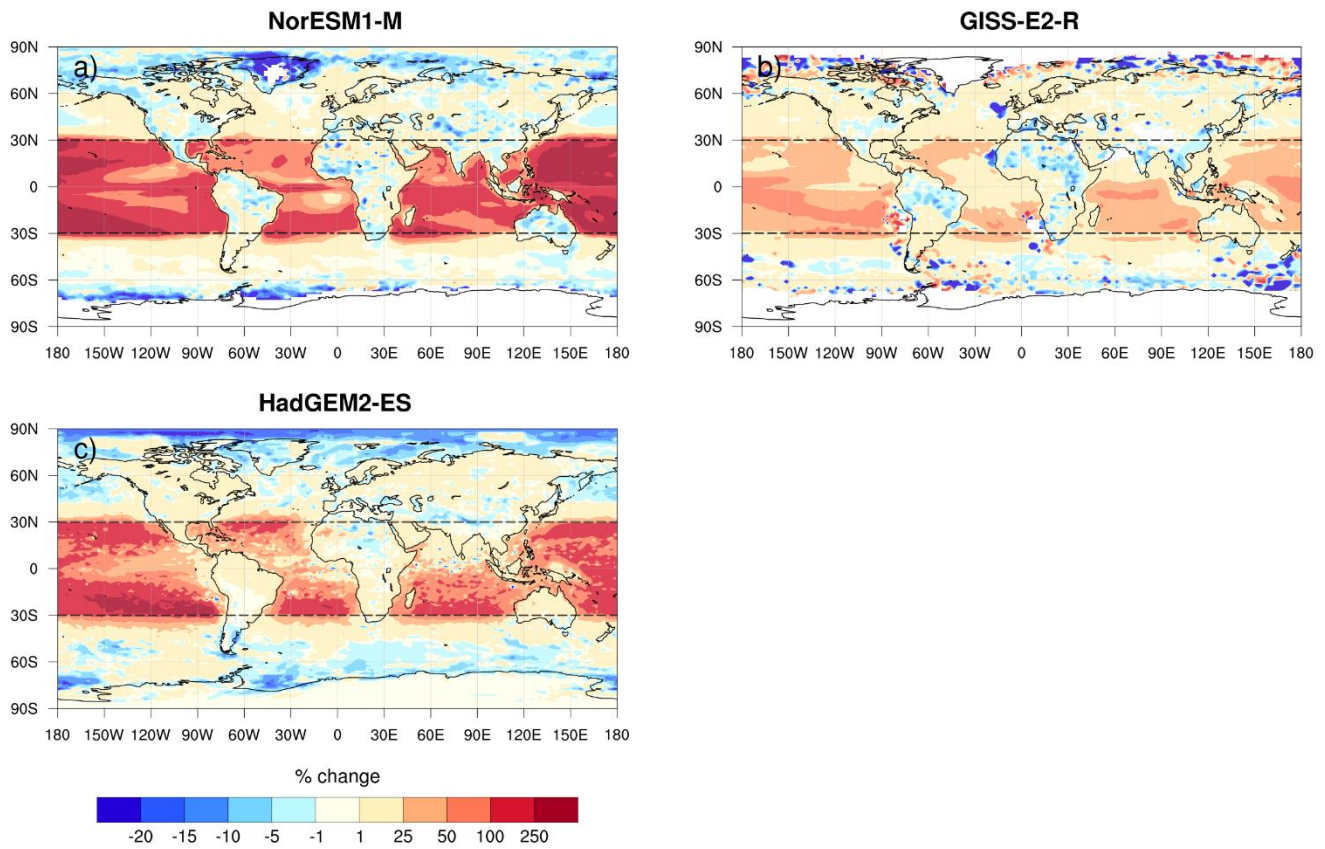 NorESM1-M
a)
90N
60N
30N
0
30S
60S
90S
180 150W 120W 90W 60W 30W 0 30E 60E 90E 120E 150E 180
GISS-E2-R
b)
90N
60N
30N
0
30S
60S
90S
180 150W 120W 90W 60W 30W 0 30E 60E 90E 120E 150E 180
HadGEM2-ES
c)
90N
60N
30N
0
30S
60S
90S
180 150W 120W 90W 60W 30W 0 30E 60E 90E 120E 150E 180
% change
-20 -15 -10 -5 -1 1 25 50 100 250